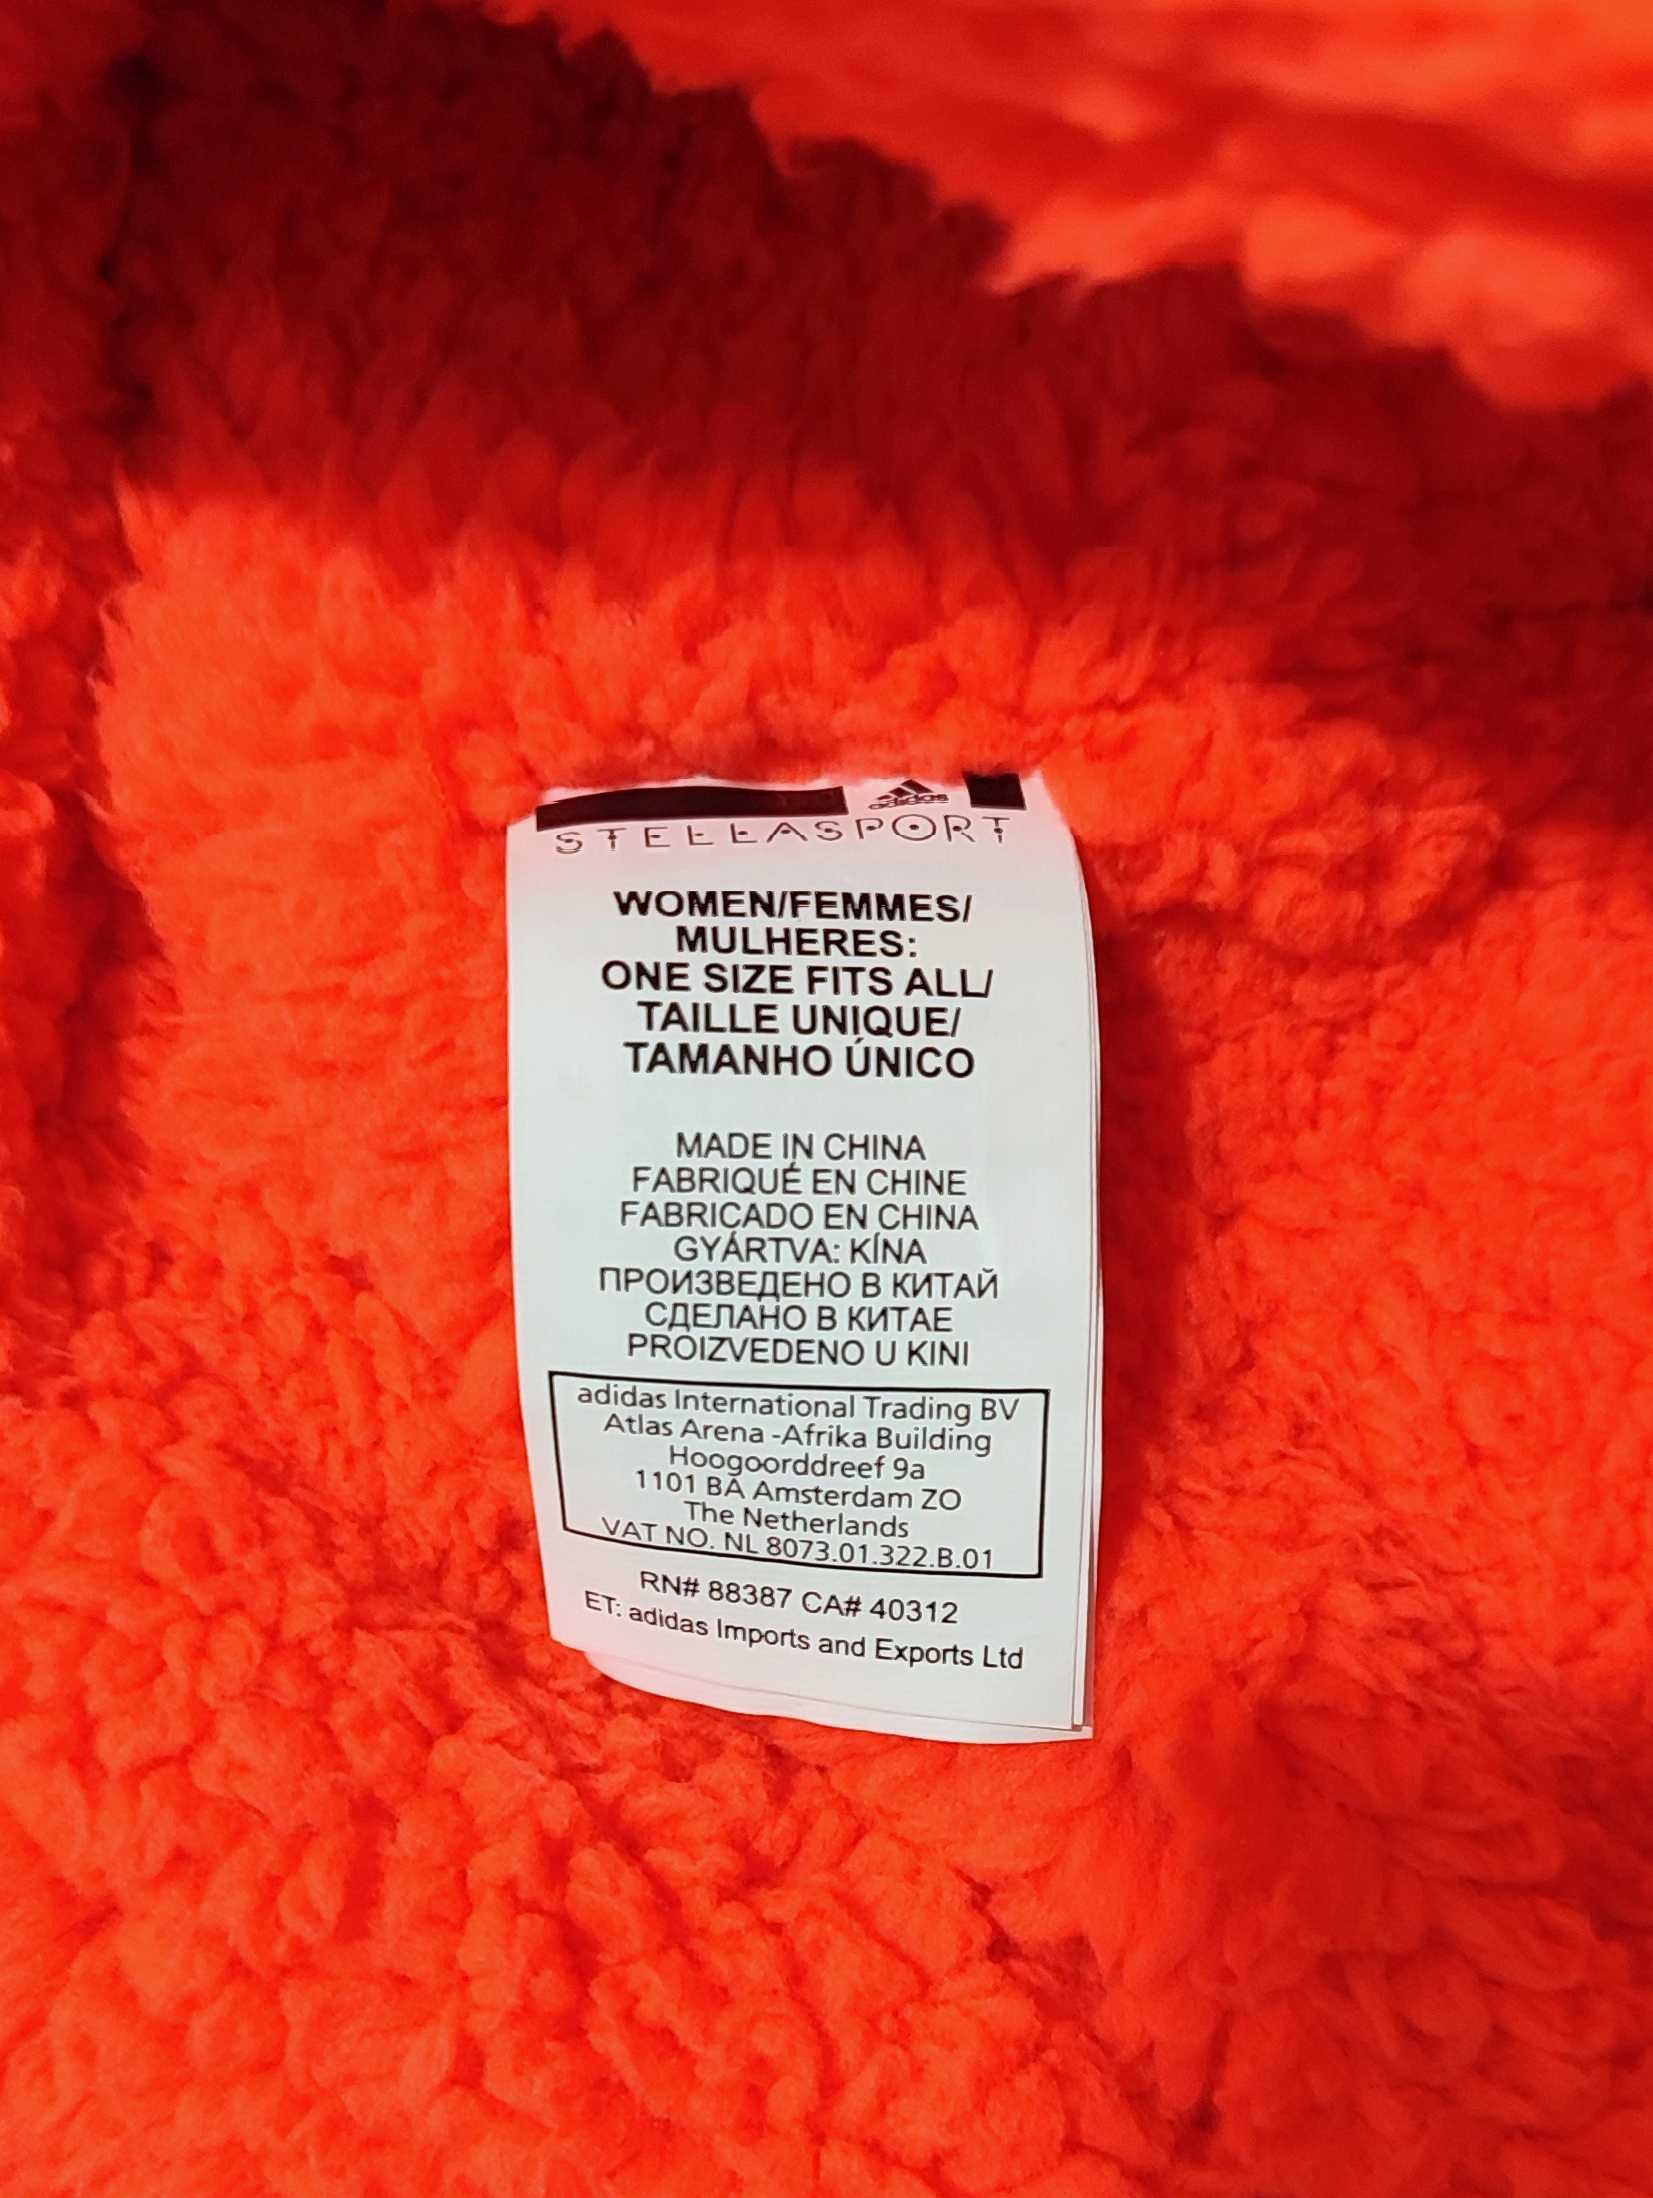 adidas
STELLASPORT
WOMEN/FEMMES/
MULHERES:
ONE SIZE FITS ALL/
TAILLE UNIQUE/
TAMANHO ÚNICO
MADE IN CHINA
FABRIQUÉ EN CHINE
FABRICADO EN CHINA
GYÁRTVA: KÍNA
ПРОИЗВЕДЕНО В КИТАЙ
СДЕЛАНО В КИТАЕ
PROIZVEDENO U KINI
adidas International Trading BV
Atlas Arena -Afrika Building
Hoogoorddreef 9a
1101 BA Amsterdam ZO
The Netherlands
VAT NO. NL 8073.01.322.B.01
RN# 88387 CA# 40312
ET: adidas Imports and Exports Ltd